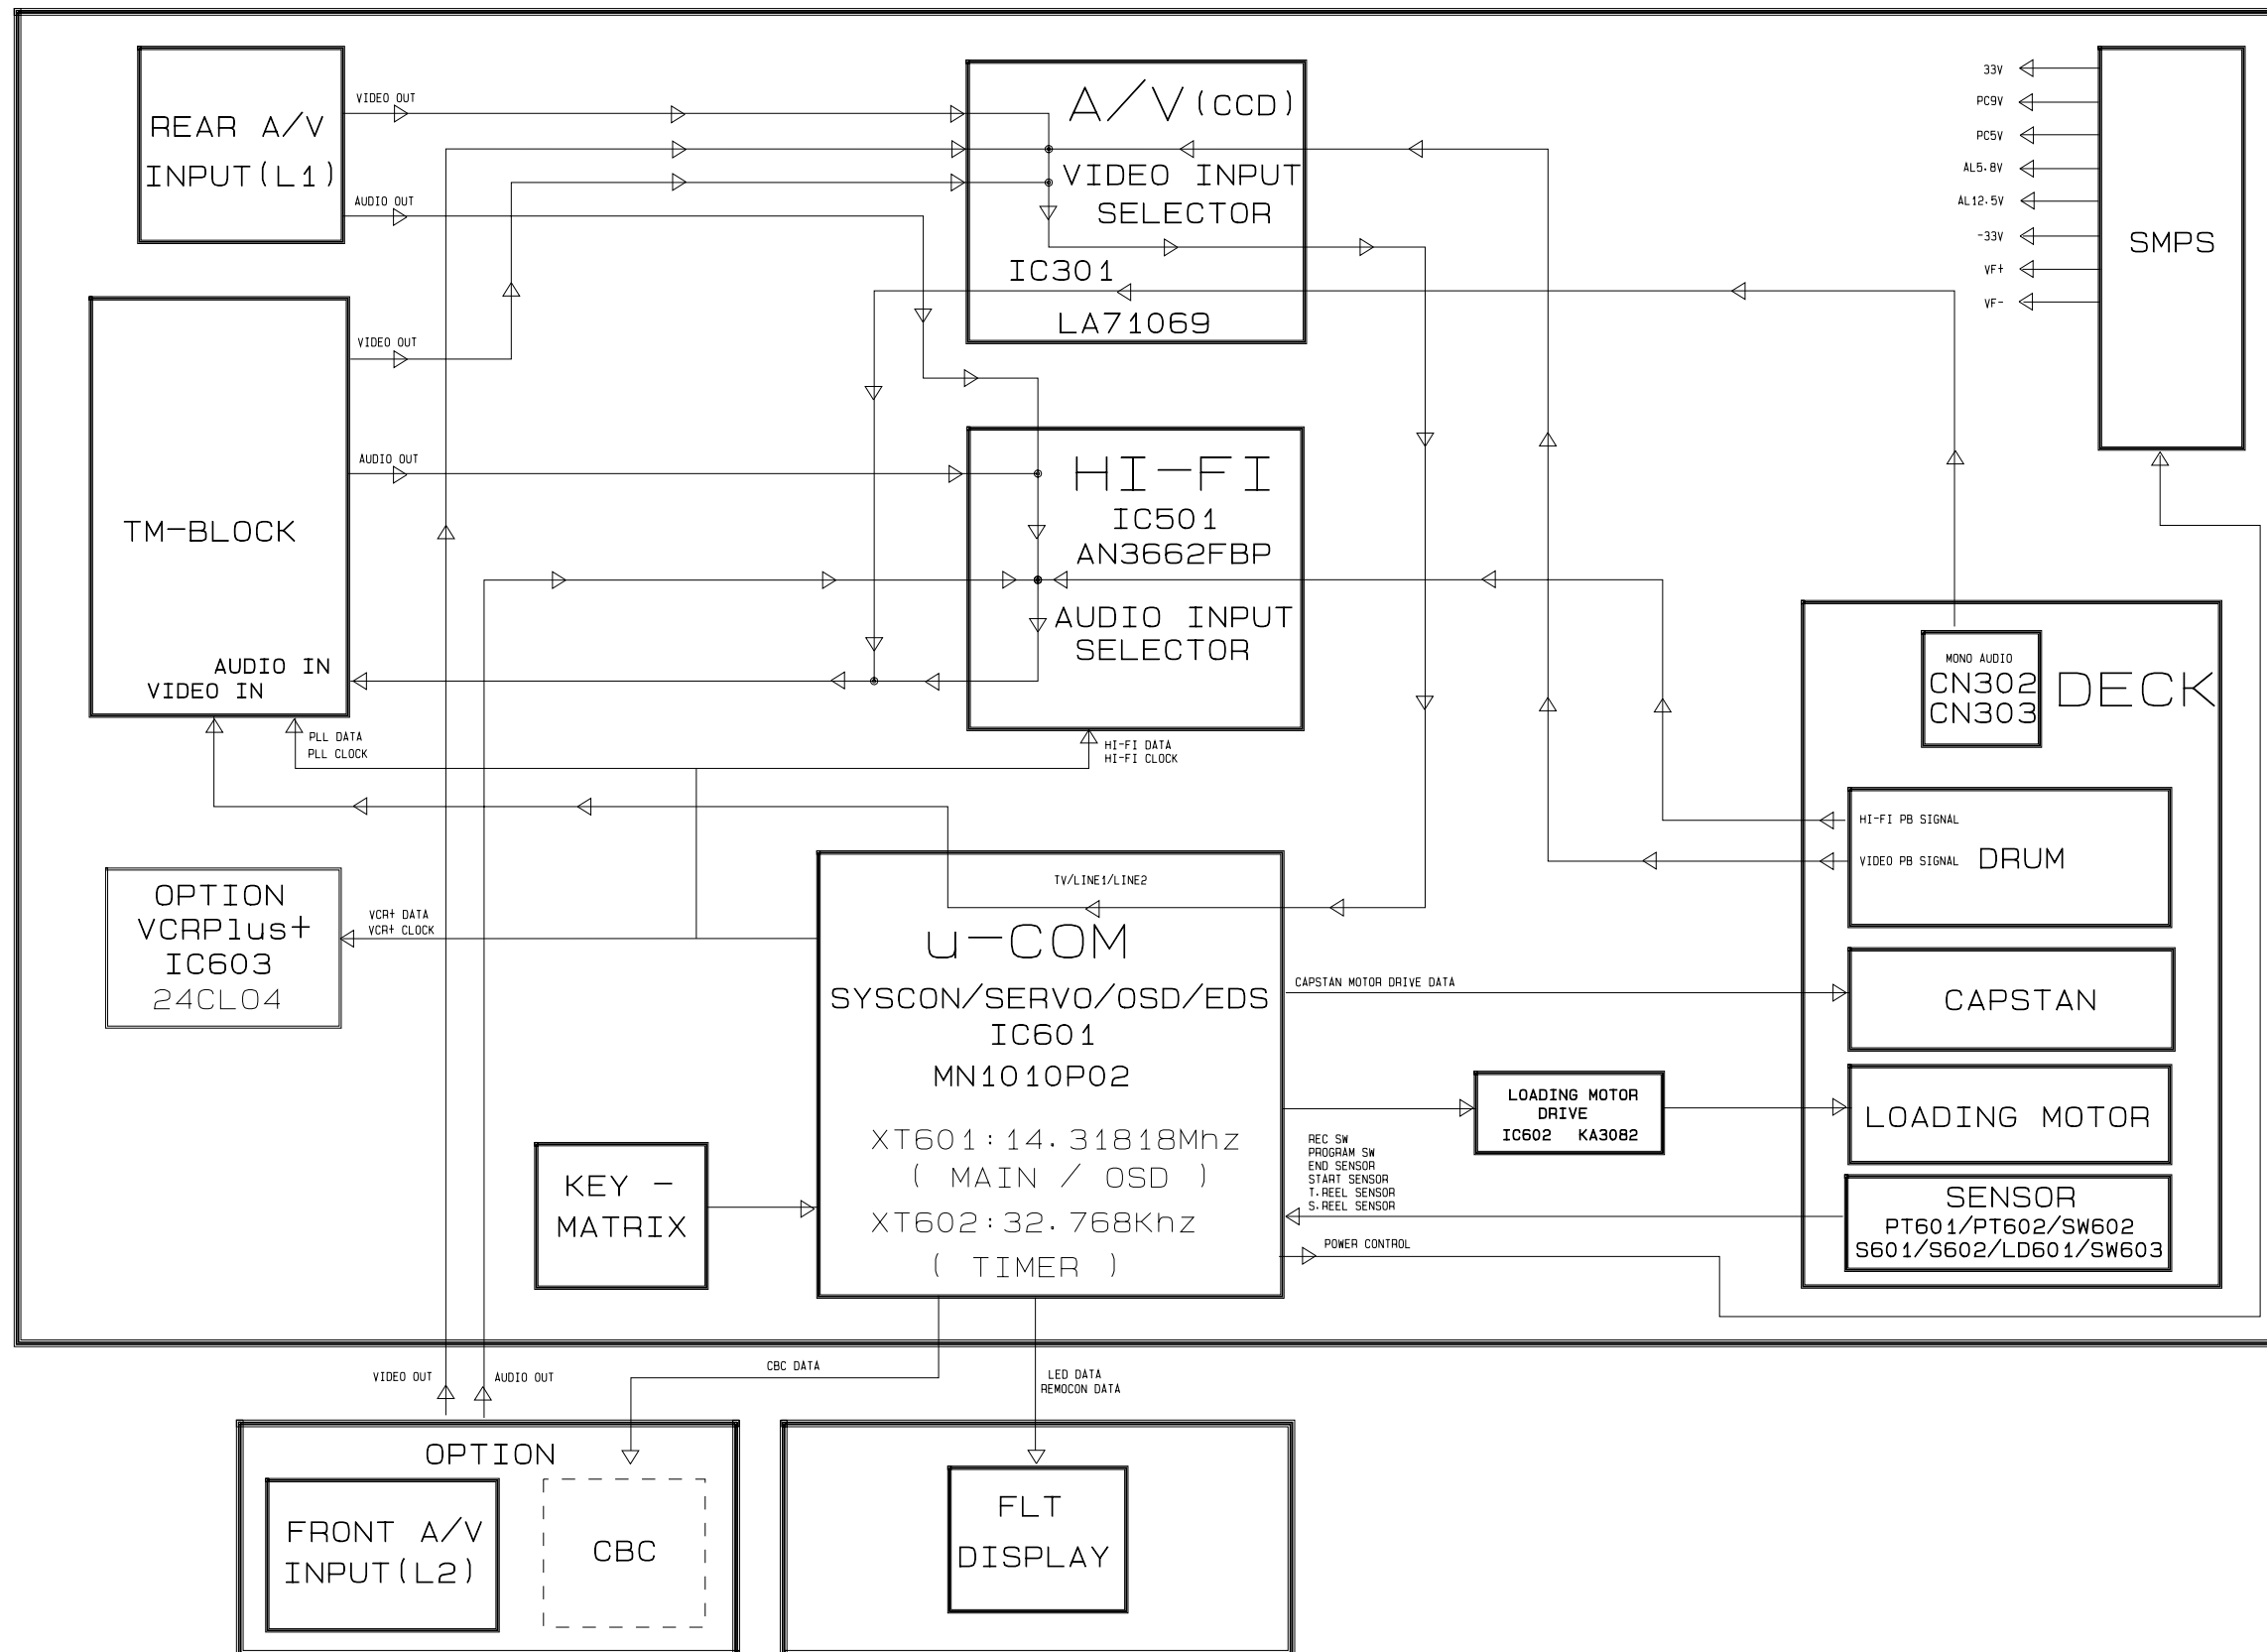 REAR A/V
INPUT(L1)
VIDEO OUT
AUDIO OUT
A/V(CCD)
VIDEO INPUT
SELECTOR
IC301
LA71069
33V
PC9V
PC5V
AL5.8V
AL12.5V
-33V
VF+
VF-
SMPS
TM-BLOCK
VIDEO OUT
AUDIO OUT
AUDIO IN
VIDEO IN
PLL DATA
PLL CLOCK
HI-FI
IC501
AN3662FBP
AUDIO INPUT
SELECTOR
HI-FI DATA
HI-FI CLOCK
MONO AUDIO
CN302
CN303
DECK
HI-FI PB SIGNAL
VIDEO PB SIGNAL
DRUM
CAPSTAN
LOADING MOTOR
SENSOR
PT601/PT602/SW602
S601/S602/LD601/SW603
OPTION
VCRPlus+
IC603
24CL04
VCR+ DATA
VCR+ CLOCK
TV/LINE1/LINE2
u-COM
SYSCON/SERVO/OSD/EDS
IC601
MN1010P02
XT601:14.31818Mhz
( MAIN / OSD )
XT602:32.768Khz
( TIMER )
CAPSTAN MOTOR DRIVE DATA
LOADING MOTOR
DRIVE
IC602 KA3082
REC SW
PROGRAM SW
END SENSOR
START SENSOR
T.REEL SENSOR
S.REEL SENSOR
POWER CONTROL
KEY -
MATRIX
VIDEO OUT
AUDIO OUT
CBC DATA
LED DATA
REMOCON DATA
OPTION
FRONT A/V
INPUT(L2)
CBC
FLT
DISPLAY